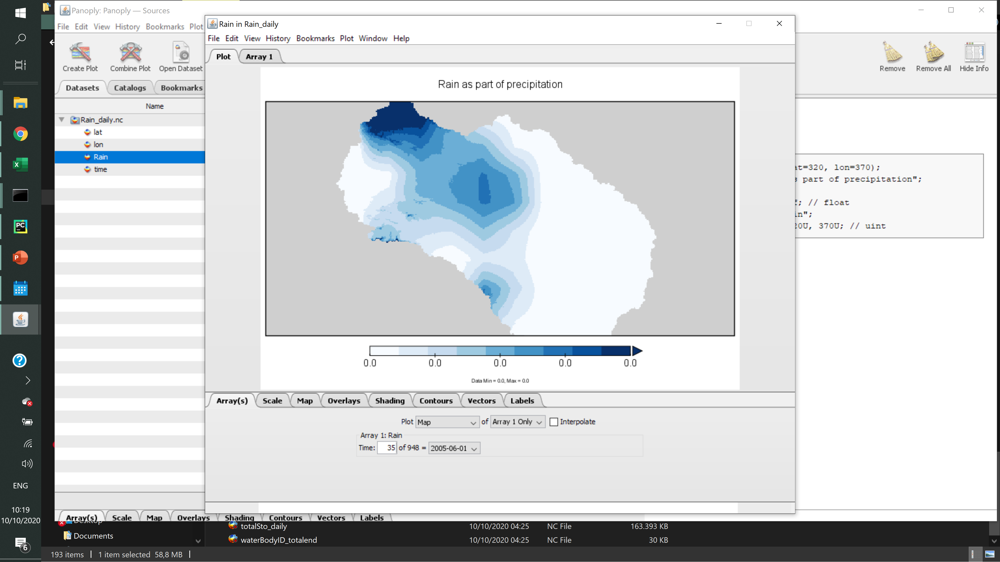 Panoply: Panoply — Sources
File Edit View History Bookmarks Plot
Create Plot Combine Plot Open Dataset
Remove Remove All Hide Info
Datasets Catalogs Bookmarks
Name
Rain_daily.nc
lat
lon
Rain
time
Rain in Rain_daily
File Edit View History Bookmarks Plot Window Help
Plot Array 1
Rain as part of precipitation
0.0 0.0 0.0 0.0 0.0
Data Min = 0.0, Max = 0.0
Array(s) Scale Map Overlays Shading Contours Vectors Labels
Plot Map of Array 1 Only Interpolate
Array 1: Rain
Time: 35 of 948 = 2005-06-01
at=320, lon=370);
s part of precipitation";
f; // float
in";
20U, 370U; // uint
Array(s) Scale Map Overlays Shading Contours Vectors Labels
Desktop
totalSto_daily 10/10/2020 04:25 NC File 163.393 KB
Documents
waterBodyID_totalend 10/10/2020 04:25 NC File 30 KB
193 items 1 item selected 58,8 MB
X
PC
P
ENG
10:19
10/10/2020
6